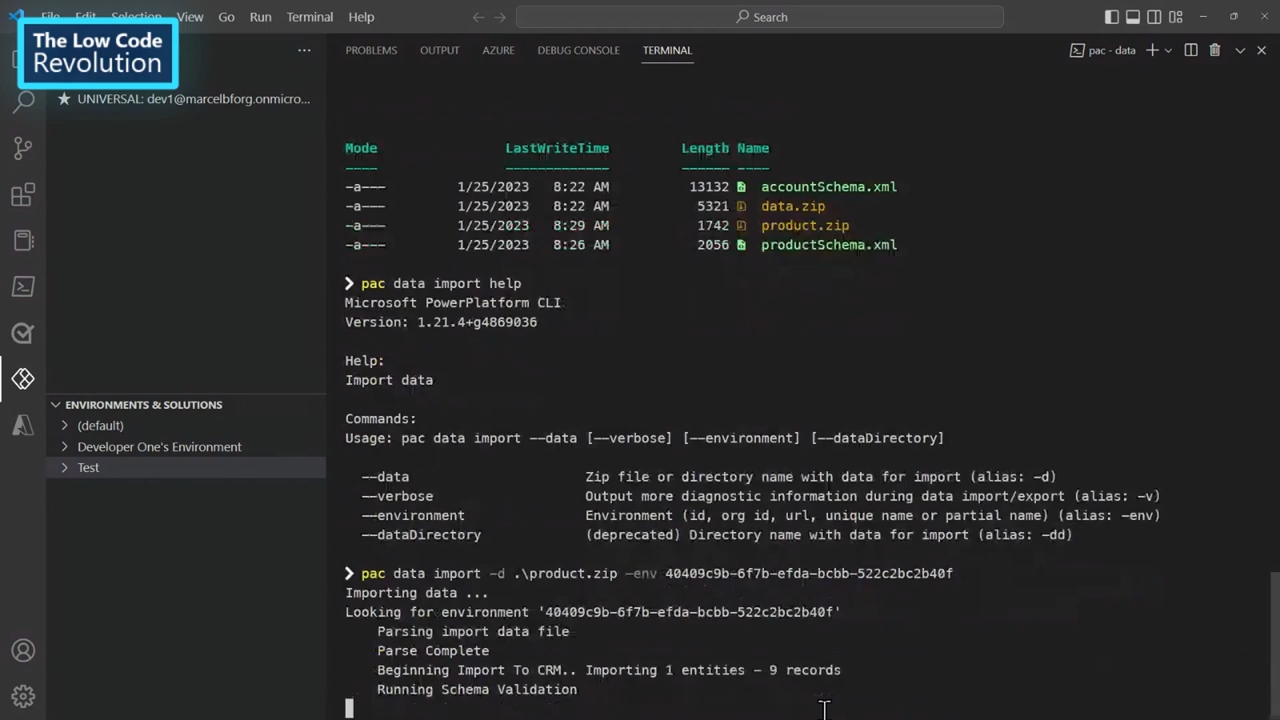 File Edit Selection View Go Run Terminal Help
Search
The Low Code
Revolution
PROBLEMS OUTPUT AZURE DEBUG CONSOLE TERMINAL
pac - data
UNIVERSAL: dev1@marcelbforg.onmicro...
Mode LastWriteTime Length Name
---- ------------- ------ ----
-a--- 1/25/2023 8:22 AM 13132 accountSchema.xml
-a--- 1/25/2023 8:22 AM 5321 data.zip
-a--- 1/25/2023 8:29 AM 1742 product.zip
-a--- 1/25/2023 8:26 AM 2056 productSchema.xml
❯ pac data import help
Microsoft PowerPlatform CLI
Version: 1.21.4+g4869036
Help:
Import data
ENVIRONMENTS & SOLUTIONS
(default)
Developer One's Environment
Test
Commands:
Usage: pac data import --data [--verbose] [--environment] [--dataDirectory]
--data Zip file or directory name with data for import (alias: -d)
--verbose Output more diagnostic information during data import/export (alias: -v)
--environment Environment (id, org id, url, unique name or partial name) (alias: -env)
--dataDirectory (deprecated) Directory name with data for import (alias: -dd)
❯ pac data import -d .\product.zip -env 40409c9b-6f7b-efda-bcbb-522c2bc2b40f
Importing data ...
Looking for environment '40409c9b-6f7b-efda-bcbb-522c2bc2b40f'
Parsing import data file
Parse Complete
Beginning Import To CRM.. Importing 1 entities - 9 records
Running Schema Validation